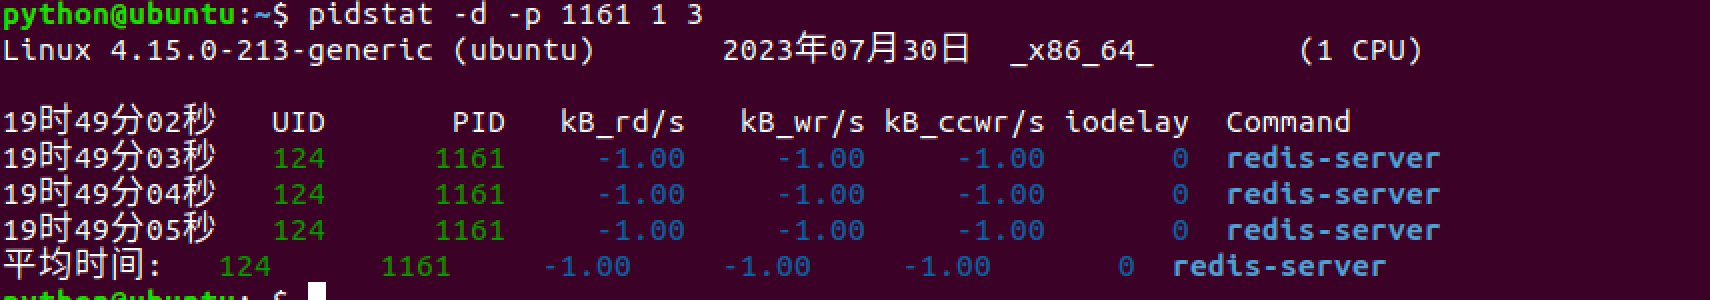 python@ubuntu:~$ pidstat -d -p 1161 1 3
Linux 4.15.0-213-generic (ubuntu) 2023年07月30日 _x86_64_ (1 CPU)
19时49分02秒 UID PID kB_rd/s kB_wr/s kB_ccwr/s iodelay Command
19时49分03秒 124 1161 -1.00 -1.00 -1.00 0 redis-server
19时49分04秒 124 1161 -1.00 -1.00 -1.00 0 redis-server
19时49分05秒 124 1161 -1.00 -1.00 -1.00 0 redis-server
平均时间: 124 1161 -1.00 -1.00 -1.00 0 redis-server
python@ubuntu:~$